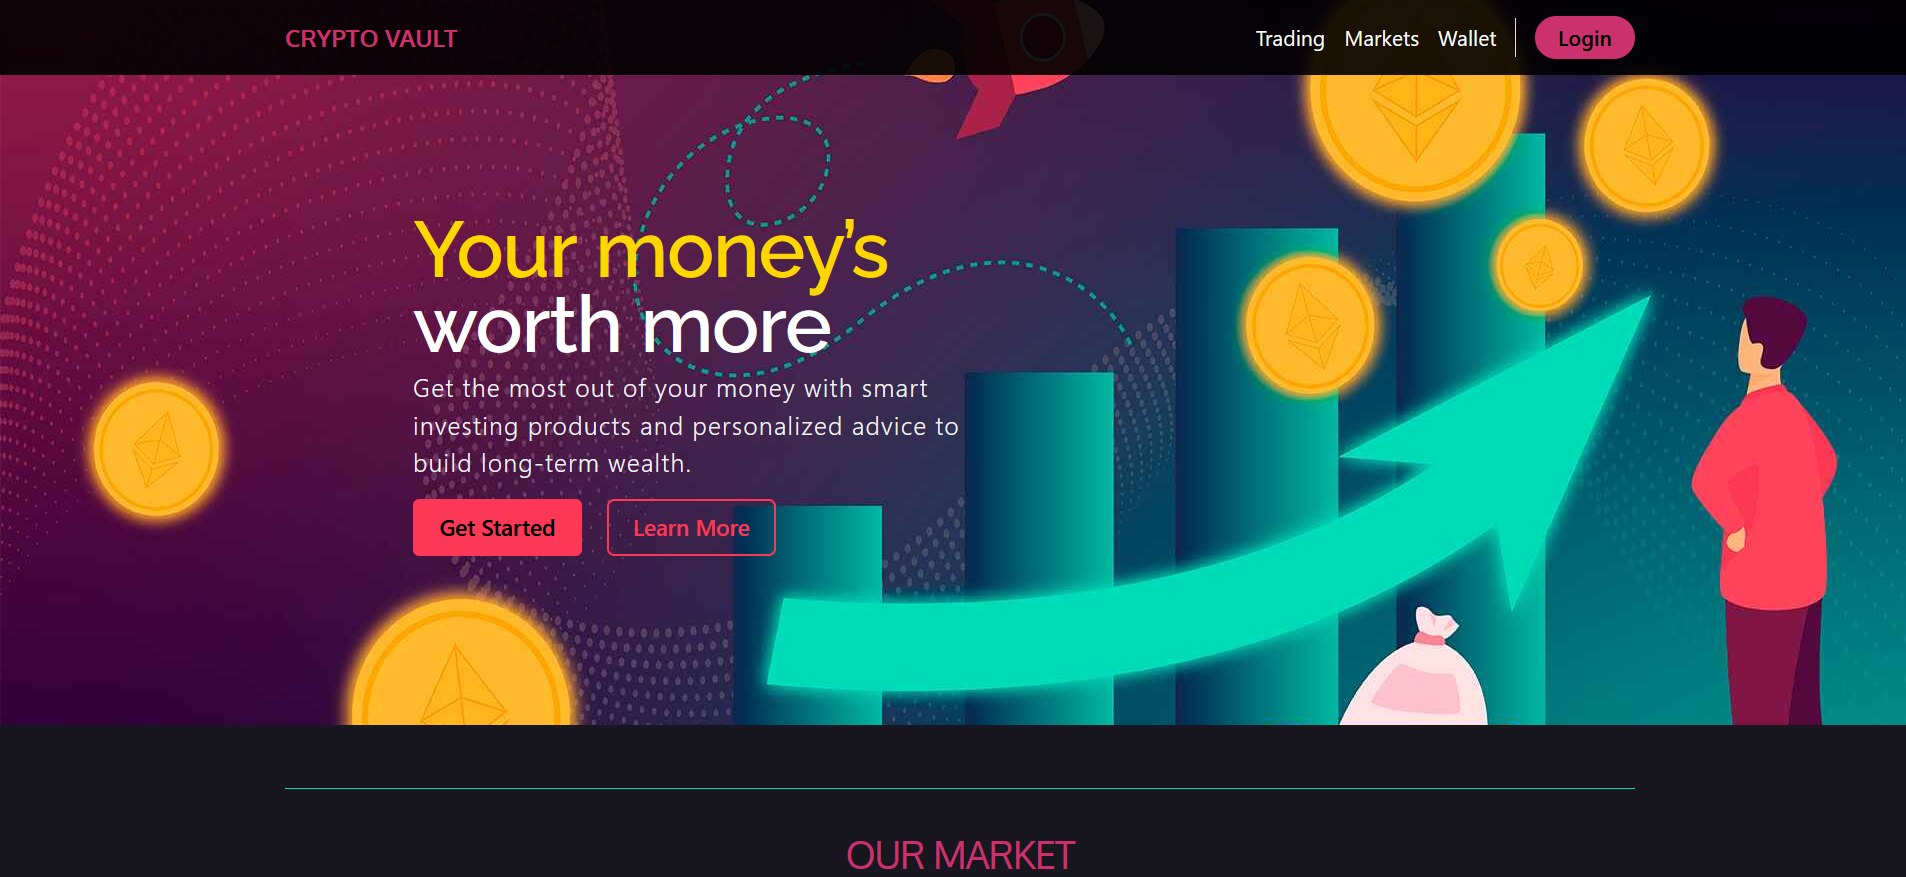 CRYPTO VAULT
Trading Markets Wallet Login
Your money’s
worth more
Get the most out of your money with smart
investing products and personalized advice to
build long-term wealth.
Get Started Learn More
OUR MARKET